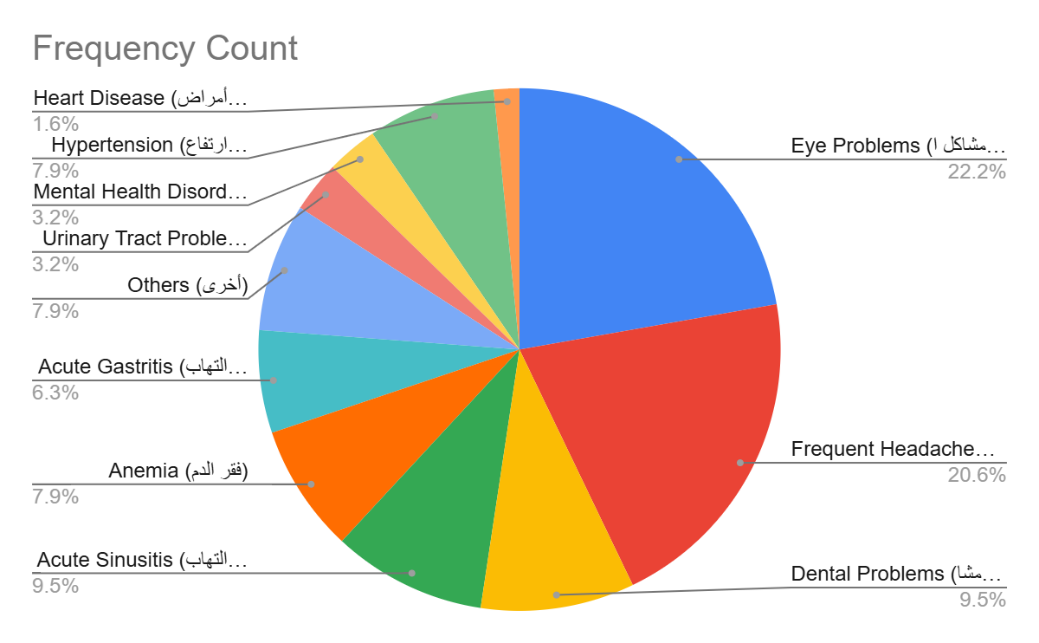 Frequency Count
Heart Disease (أمراض...
1.6%
Hypertension (ارتفاع...
7.9%
Mental Health Disord...
3.2%
Urinary Tract Proble...
3.2%
Others (أخرى)
7.9%
Acute Gastritis (التهاب...
6.3%
Anemia (فقر الدم)
7.9%
Acute Sinusitis (التهاب...
9.5%
Eye Problems (مشاكل ا...
22.2%
Frequent Headache...
20.6%
Dental Problems (مشا...
9.5%